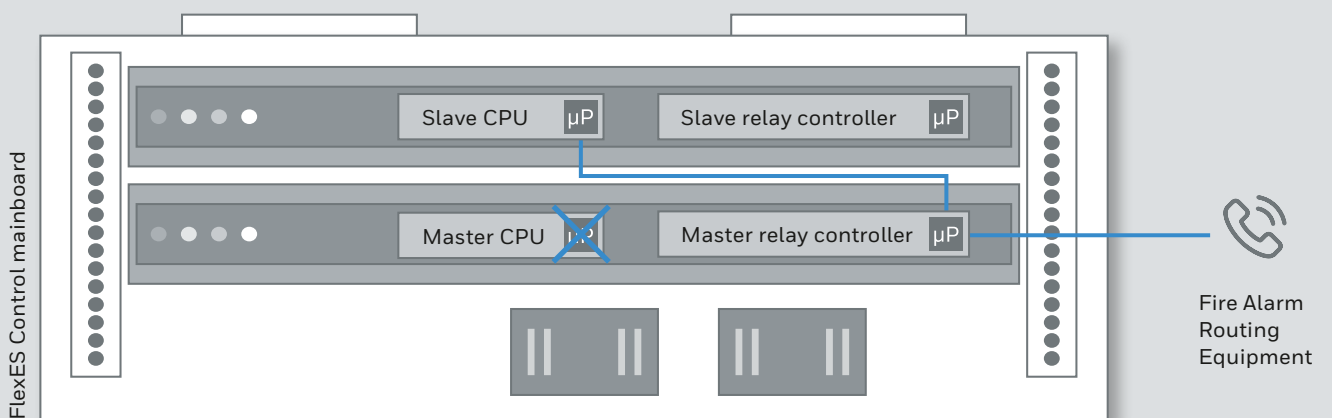 FlexES Control mainboard
Slave CPU
µP
Slave relay controller
µP
Master CPU
µP
Master relay controller
µP
Fire Alarm
Routing
Equipment